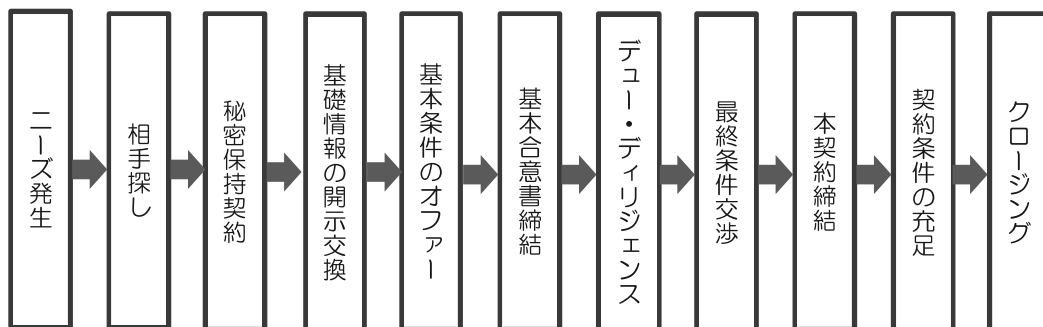 ニーズ発生
相手探し
秘密保持契約
基礎情報の開示交換
基本条件のオファー
基本合意書締結
デュー・ディリジェンス
最終条件交渉
本契約締結
契約条件の充足
クロージング